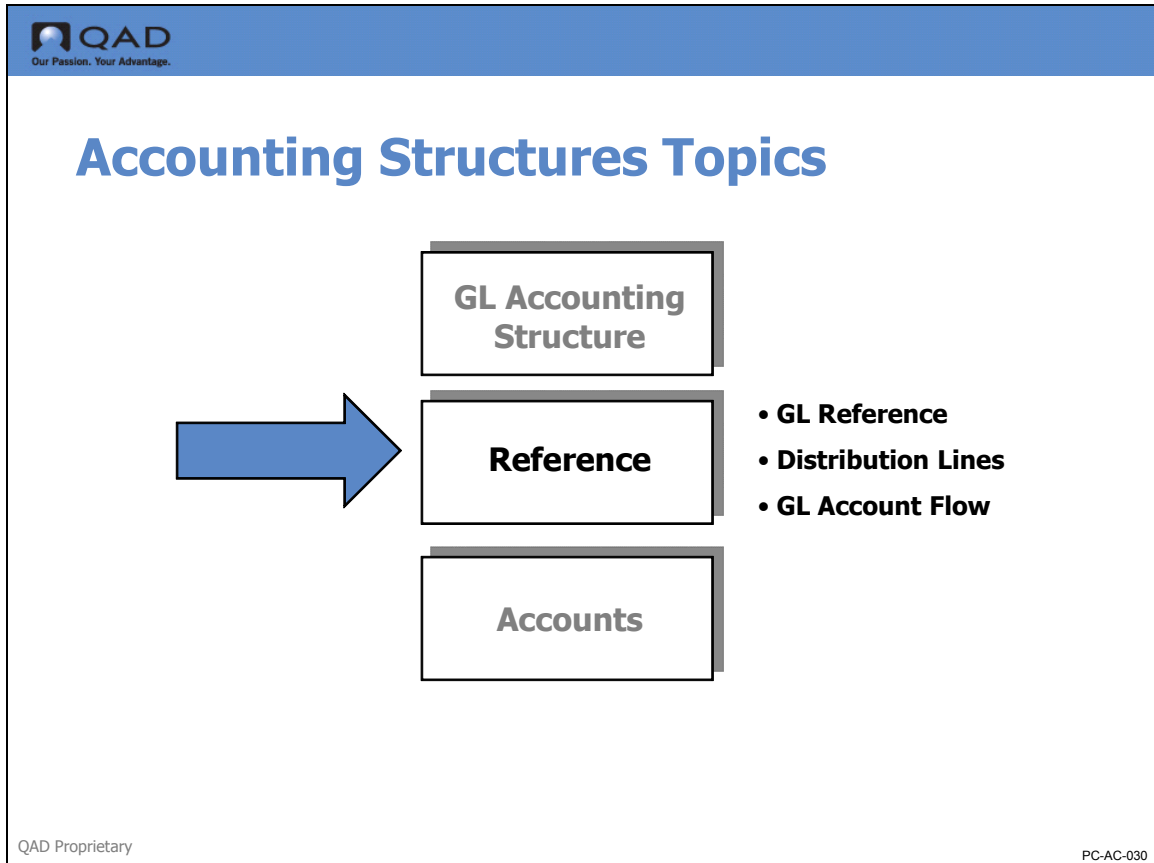 QAD
Our Passion. Your Advantage.
Accounting Structures Topics
GL Accounting
Structure
Reference
• GL Reference
• Distribution Lines
• GL Account Flow
Accounts
QAD Proprietary
PC-AC-030